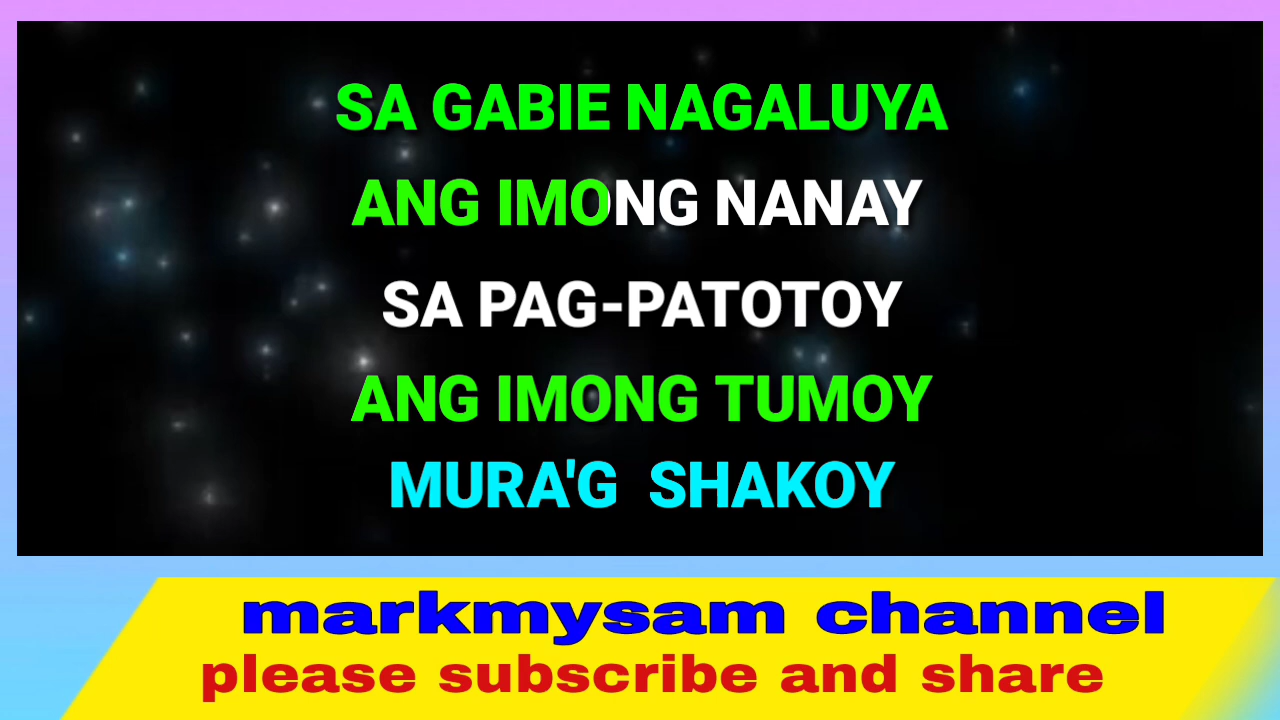 SA GABIE NAGALUYA
ANG IMONG NANAY
SA PAG-PATOTOY
ANG IMONG TUMOY
MURA'G SHAKOY
markmysam channel
please subscribe and share